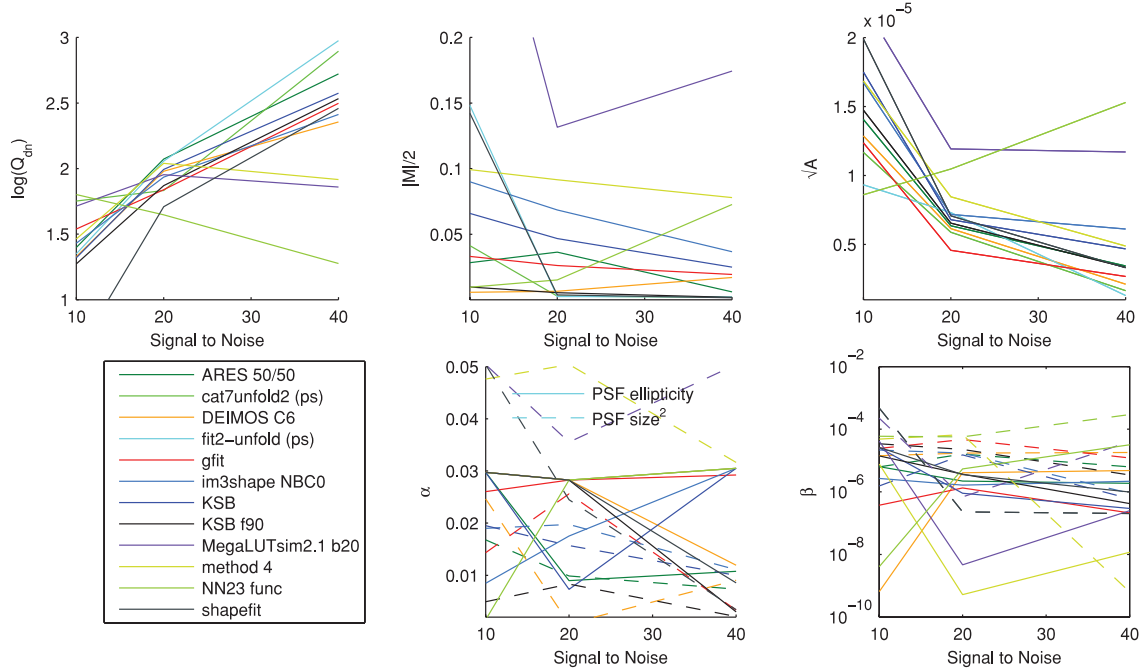 3
2.5
2
1.5
1
log(Q_dn)
10 20 30 40
Signal to Noise
0.2
0.15
0.1
0.05
|M|/2
10 20 30 40
Signal to Noise
x 10^-5
2
1.5
1
0.5
√A
10 20 30 40
Signal to Noise
ARES 50/50
cat7unfold2 (ps)
DEIMOS C6
fit2-unfold (ps)
gfit
im3shape NBC0
KSB
KSB f90
MegaLUTsim2.1 b20
method 4
NN23 func
shapefit
0.05
0.04
0.03
0.02
0.01
α
PSF ellipticity
PSF size^2
10 20 30 40
Signal to Noise
10^-2
10^-4
10^-6
10^-8
10^-10
β
10 20 30 40
Signal to Noise